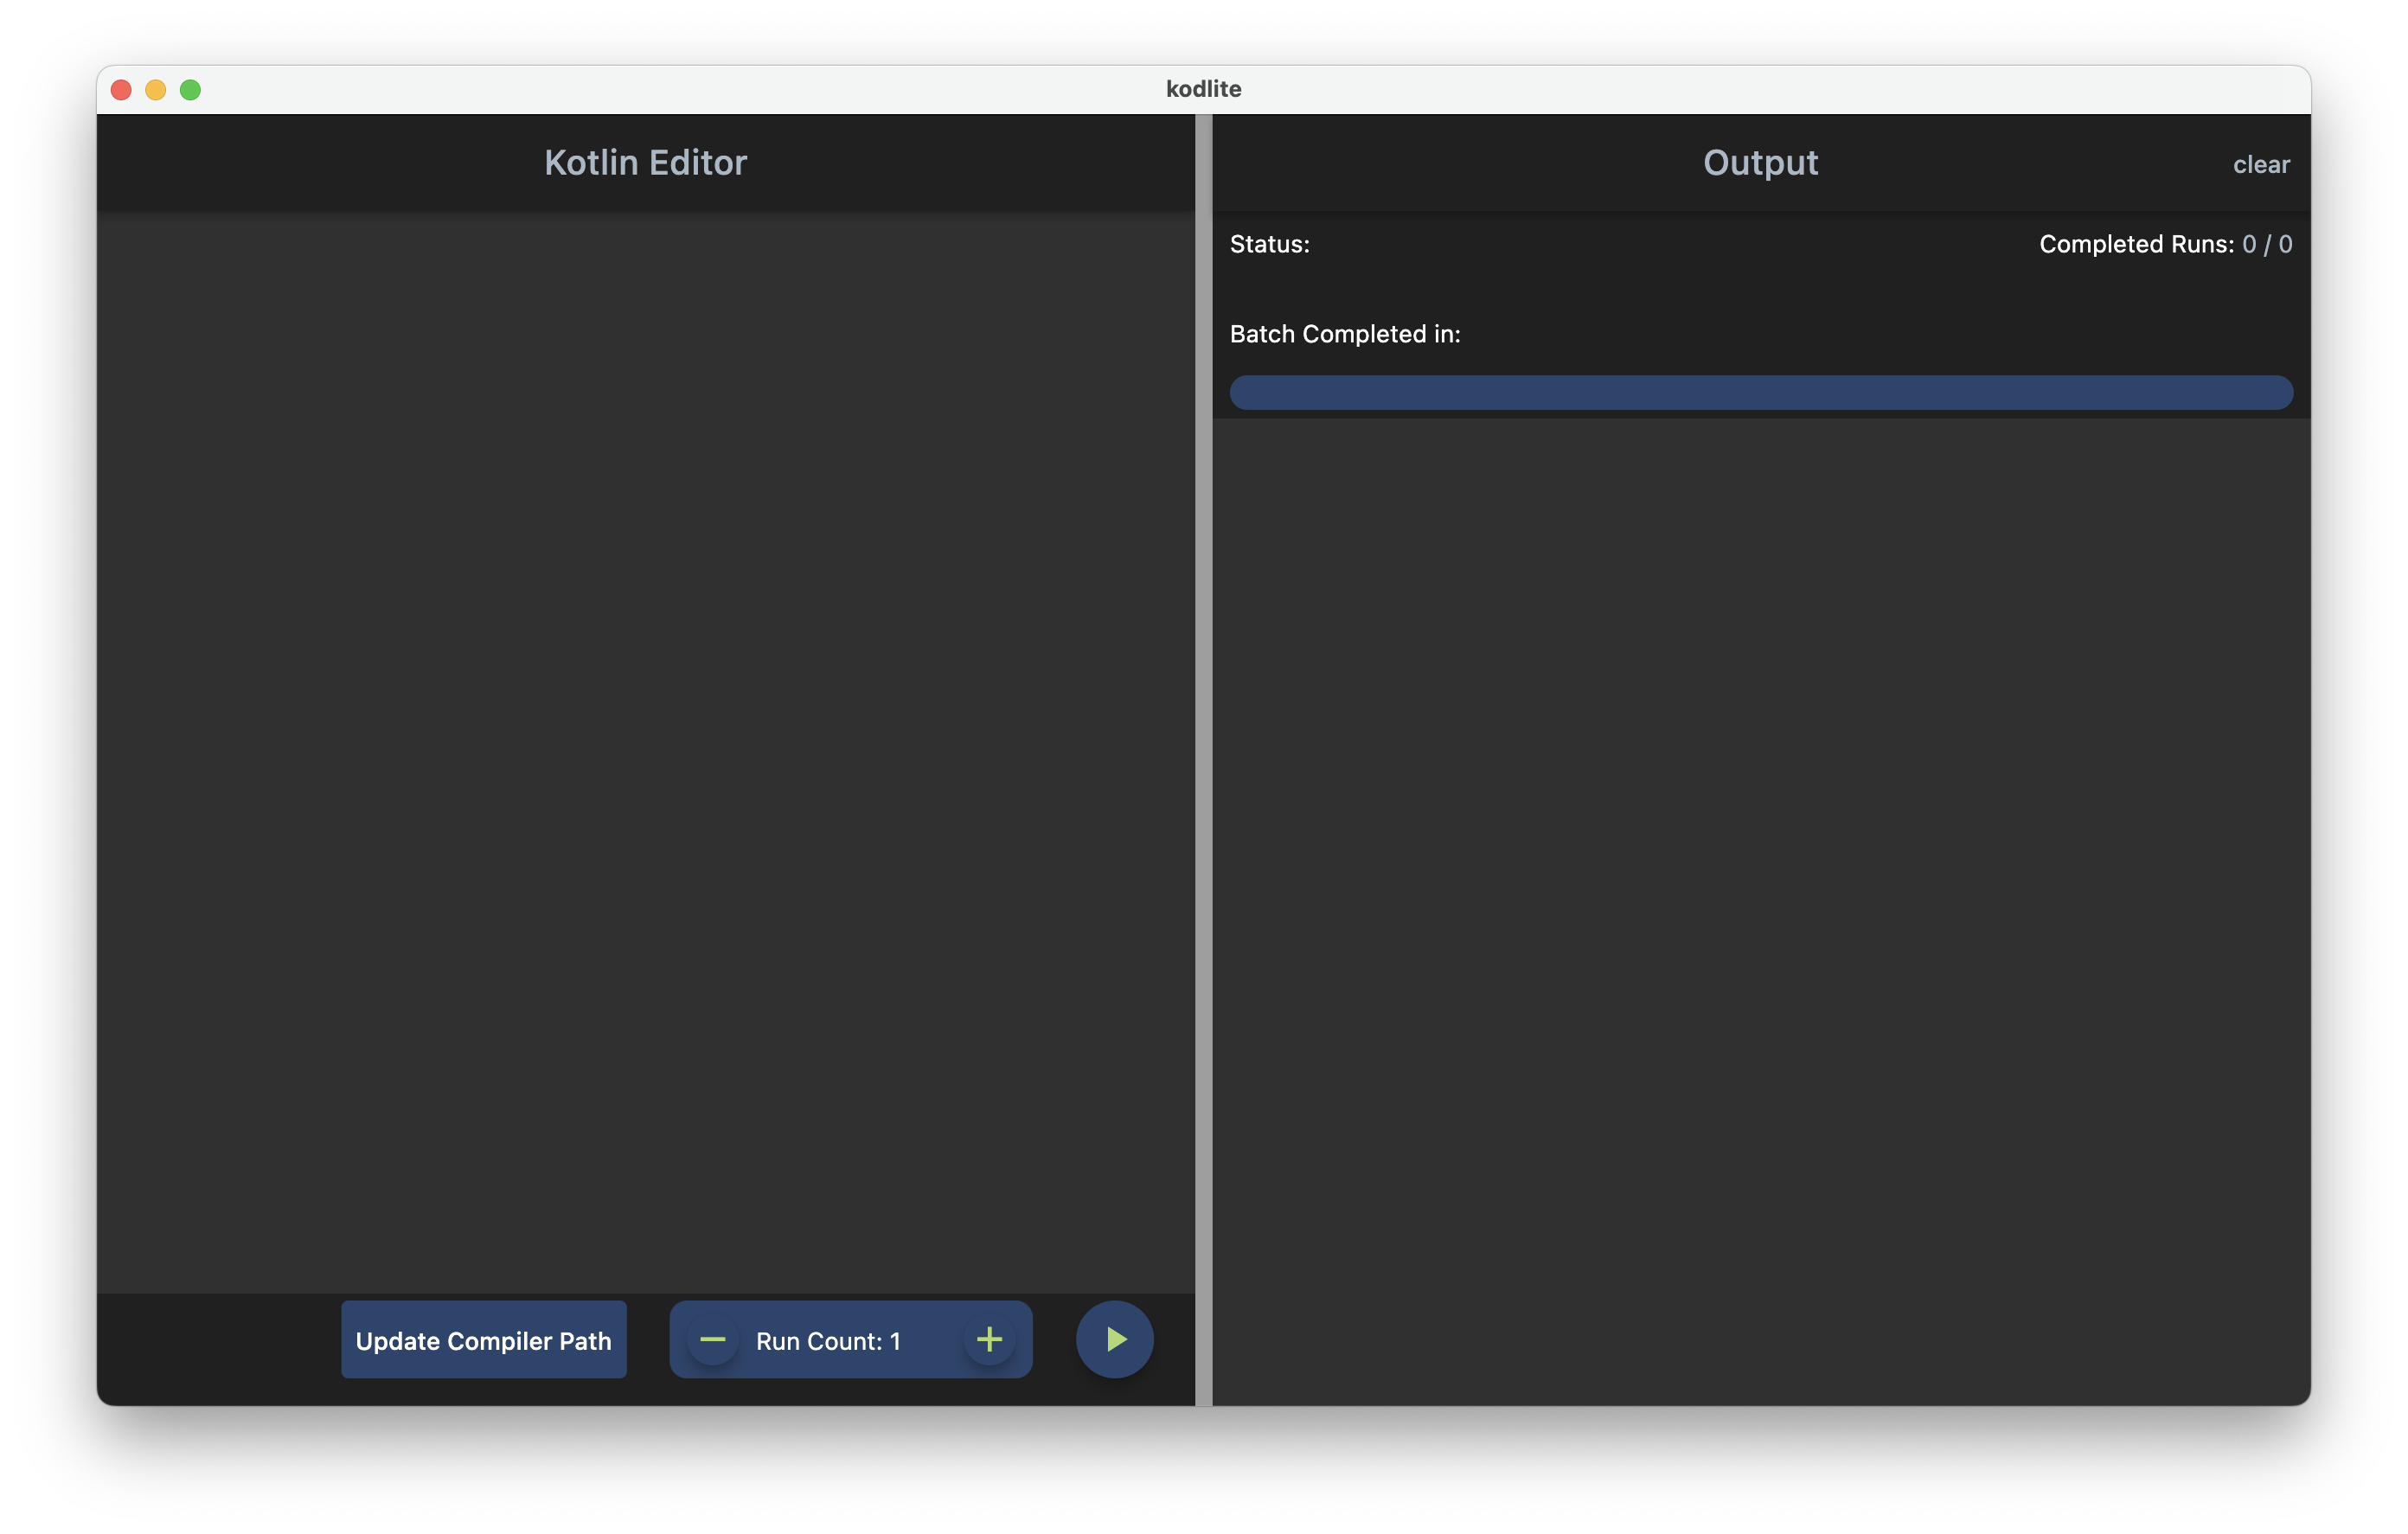 kodlite
Kotlin Editor
Output
clear
Status:
Completed Runs: 0 / 0
Batch Completed in:
Update Compiler Path
Run Count: 1